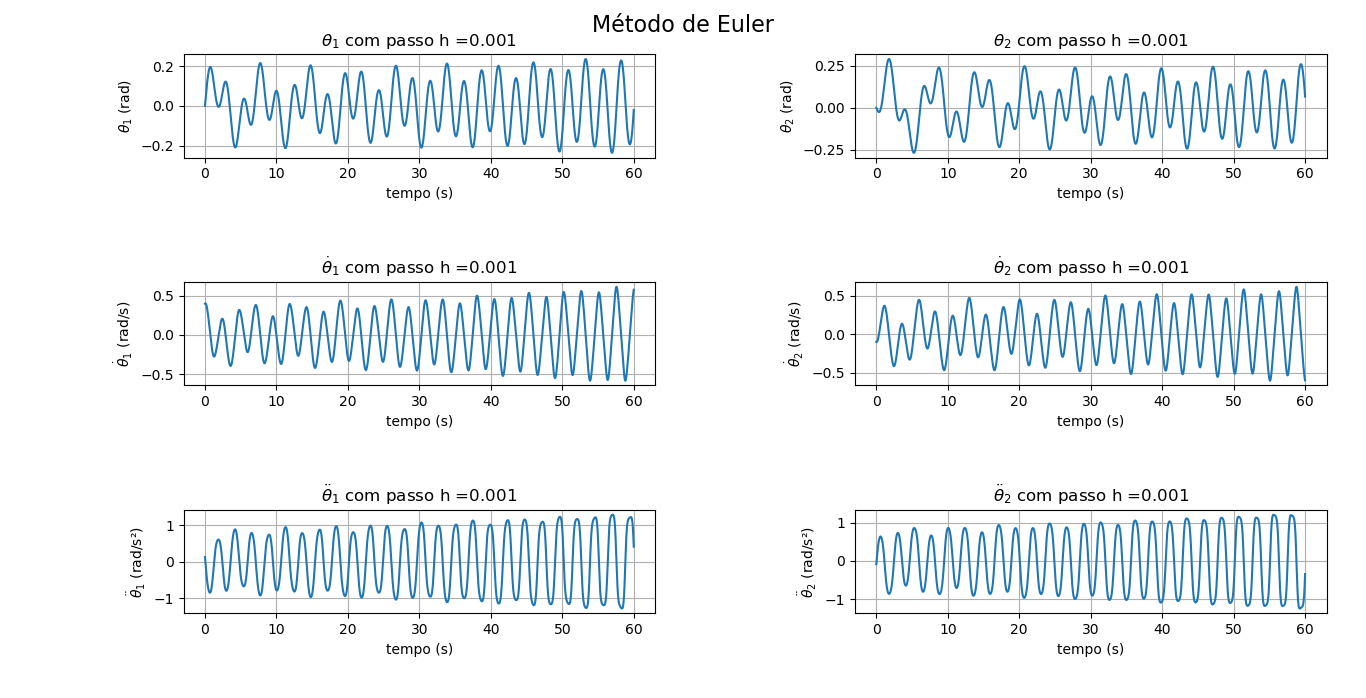 Método de Euler
θ₁ com passo h =0.001
θ₁ (rad)
0.2
0.0
−0.2
0 10 20 30 40 50 60
tempo (s)
θ₂ com passo h =0.001
θ₂ (rad)
0.25
0.00
−0.25
0 10 20 30 40 50 60
tempo (s)
θ̇₁ com passo h =0.001
θ̇₁ (rad/s)
0.5
0.0
−0.5
0 10 20 30 40 50 60
tempo (s)
θ̇₂ com passo h =0.001
θ̇₂ (rad/s)
0.5
0.0
−0.5
0 10 20 30 40 50 60
tempo (s)
θ̈₁ com passo h =0.001
θ̈₁ (rad/s²)
1
0
−1
0 10 20 30 40 50 60
tempo (s)
θ̈₂ com passo h =0.001
θ̈₂ (rad/s²)
1
0
−1
0 10 20 30 40 50 60
tempo (s)